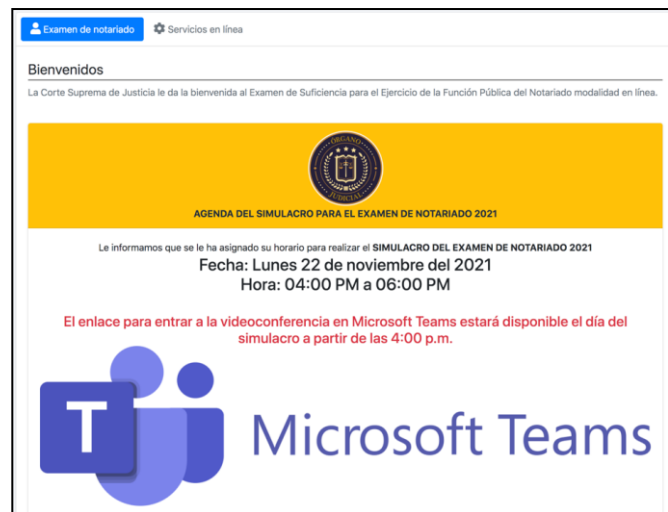 Examen de notariado Servicios en línea
Bienvenidos
La Corte Suprema de Justicia le da la bienvenida al Examen de Suficiencia para el Ejercicio de la Función Pública del Notariado modalidad en línea.
ÓRGANO
JUDICIAL
AGENDA DEL SIMULACRO PARA EL EXAMEN DE NOTARIADO 2021
Le informamos que se le ha asignado su horario para realizar el SIMULACRO DEL EXAMEN DE NOTARIADO 2021
Fecha: Lunes 22 de noviembre del 2021
Hora: 04:00 PM a 06:00 PM
El enlace para entrar a la videoconferencia en Microsoft Teams estará disponible el día del
simulacro a partir de las 4:00 p.m.
T
Microsoft Teams